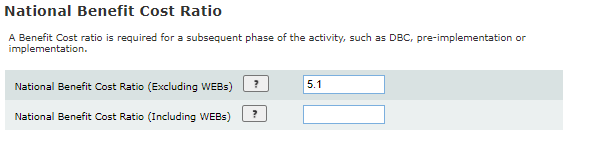 National Benefit Cost Ratio
A Benefit Cost ratio is required for a subsequent phase of the activity, such as DBC, pre-implementation or
implementation.
National Benefit Cost Ratio (Excluding WEBs) ? 5.1
National Benefit Cost Ratio (Including WEBs) ?